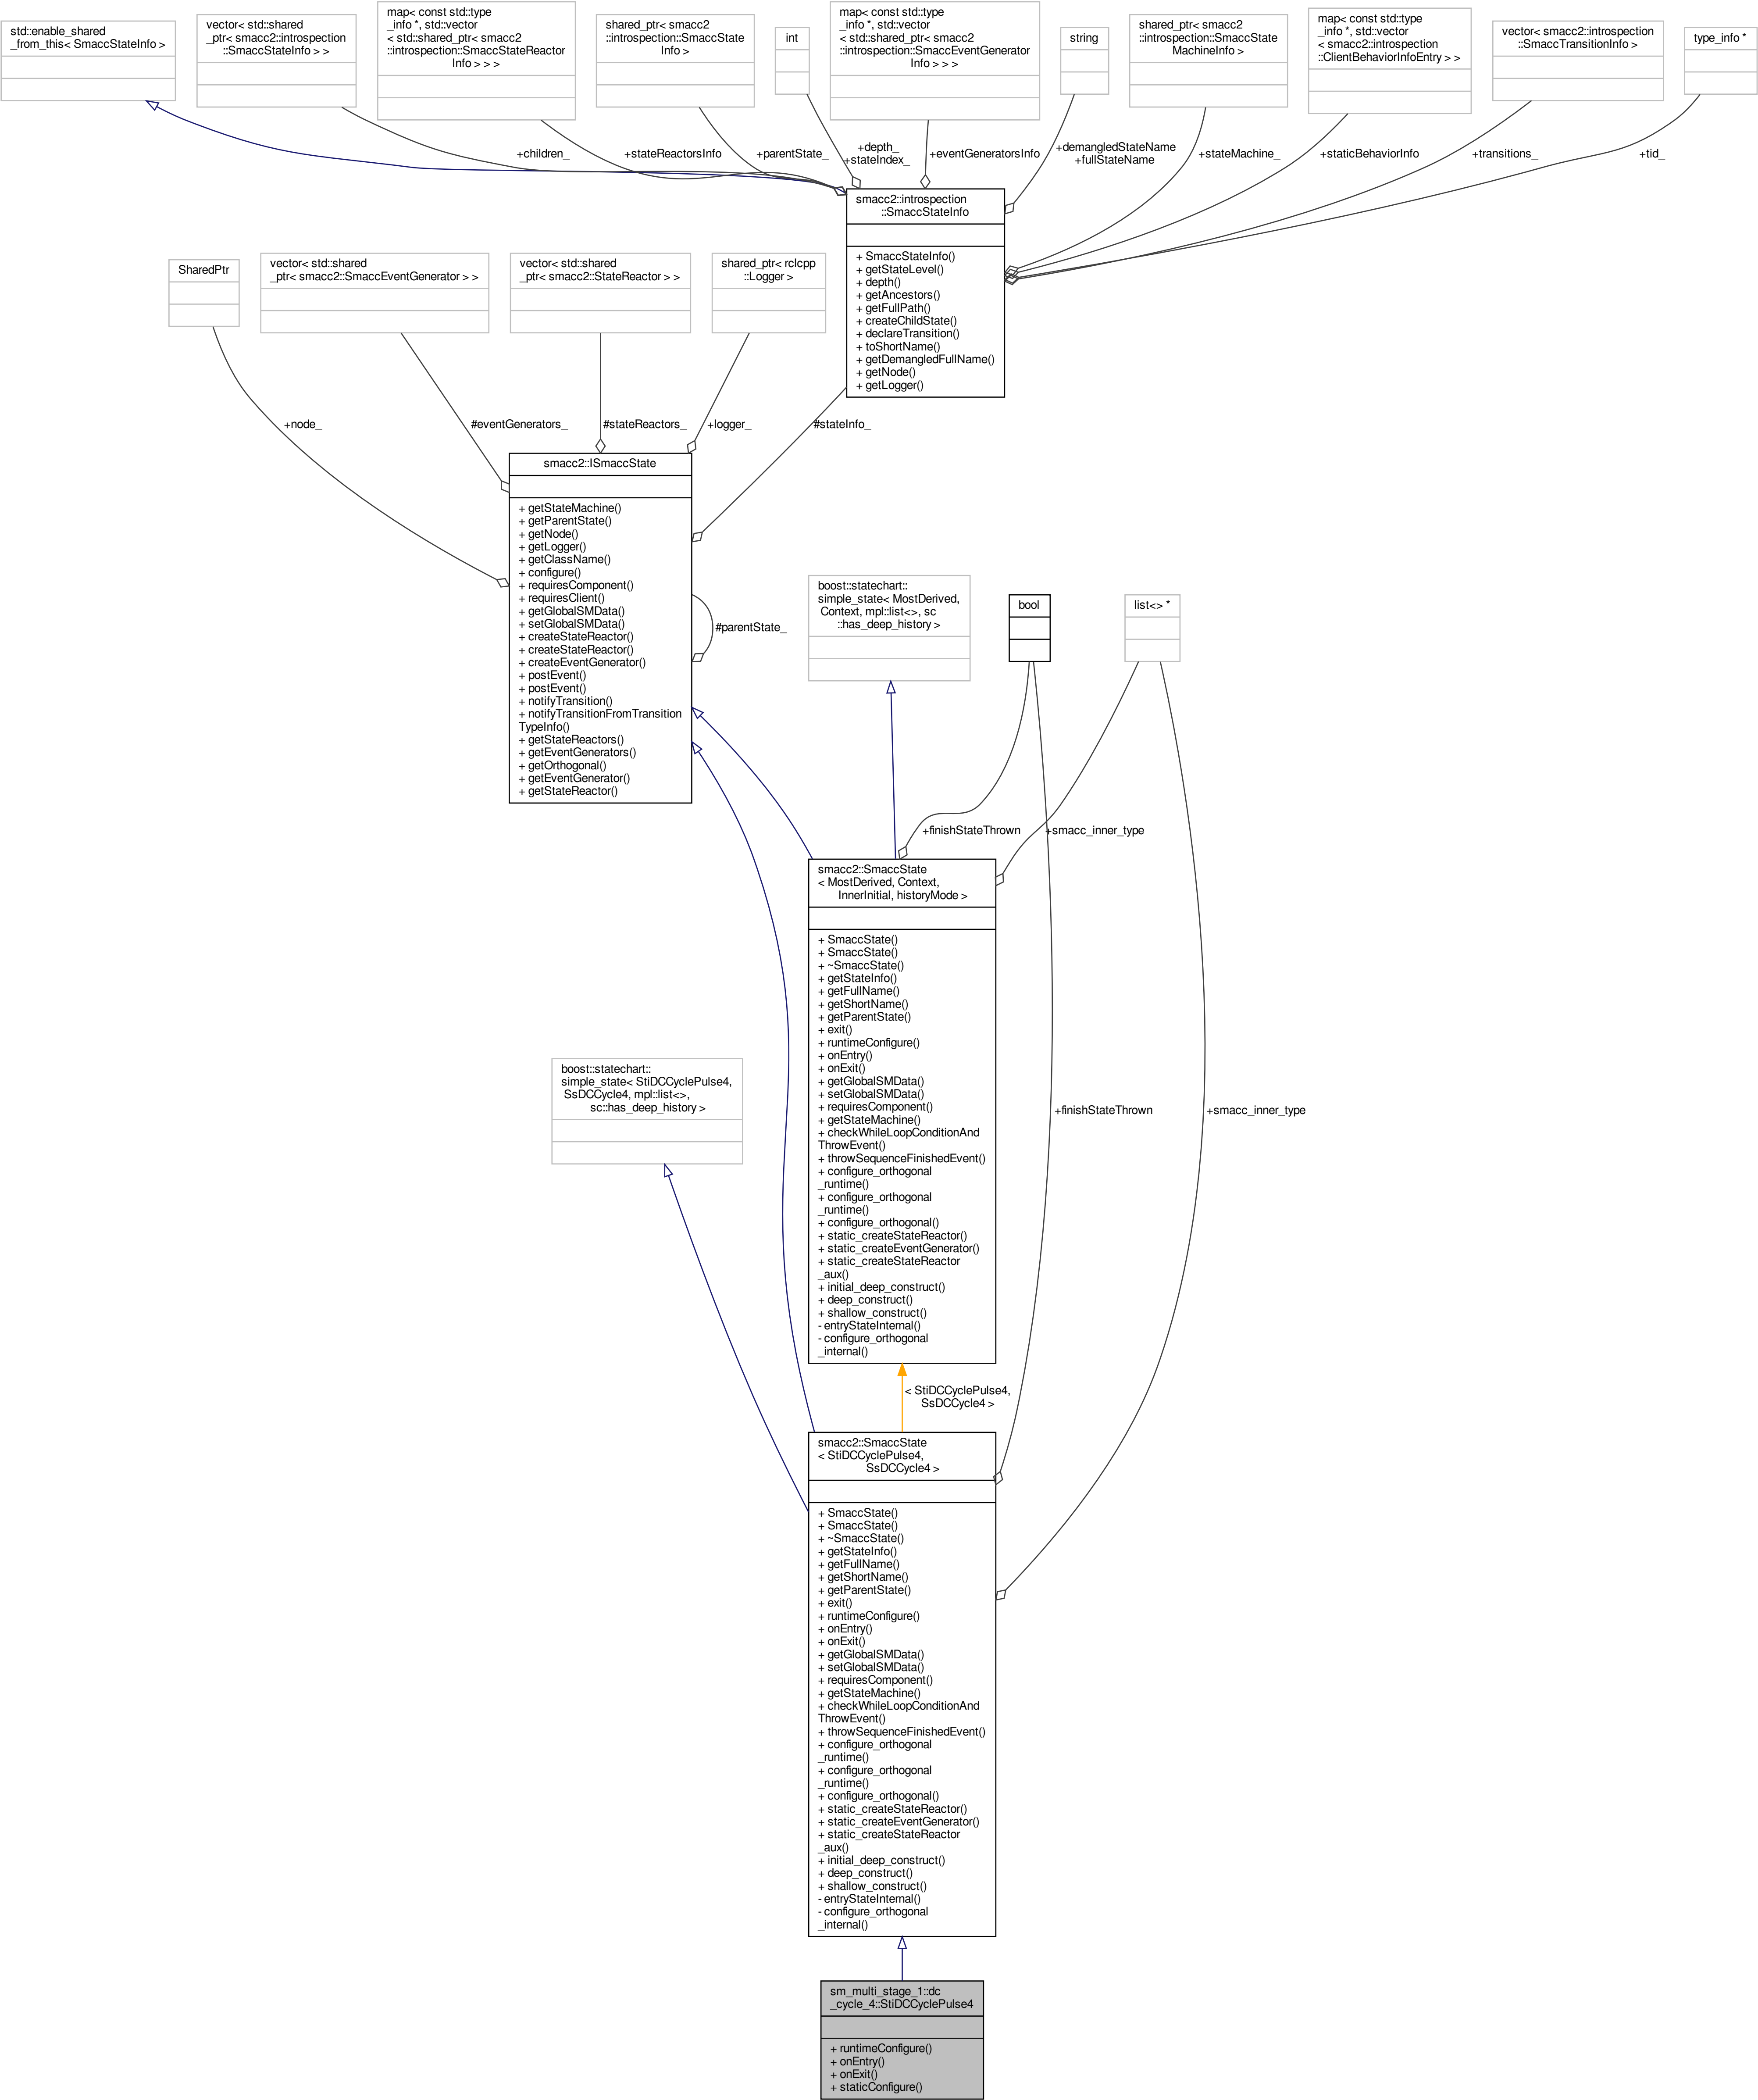 std::enable_shared
_from_this< SmaccStateInfo >
vector< std::shared
_ptr< smacc2::introspection
::SmaccStateInfo > >
map< const std::type
_info *, std::vector
< std::shared_ptr< smacc2
::introspection::SmaccStateReactor
Info > > >
shared_ptr< smacc2
::introspection::SmaccState
Info >
int
map< const std::type
_info *, std::vector
< std::shared_ptr< smacc2
::introspection::SmaccEventGenerator
Info > > >
string
shared_ptr< smacc2
::introspection::SmaccState
MachineInfo >
map< const std::type
_info *, std::vector
< smacc2::introspection
::ClientBehaviorInfoEntry > >
vector< smacc2::introspection
::SmaccTransitionInfo >
type_info *
+children_
+stateReactorsInfo
+parentState_
+depth_
+stateIndex_
+eventGeneratorsInfo
+demangledStateName
+fullStateName
+stateMachine_
+staticBehaviorInfo
+transitions_
+tid_
smacc2::introspection
::SmaccStateInfo
+ SmaccStateInfo()
+ getStateLevel()
+ depth()
+ getAncestors()
+ getFullPath()
+ createChildState()
+ declareTransition()
+ toShortName()
+ getDemangledFullName()
+ getNode()
+ getLogger()
SharedPtr
vector< std::shared
_ptr< smacc2::SmaccEventGenerator > >
vector< std::shared
_ptr< smacc2::StateReactor > >
shared_ptr< rclcpp
::Logger >
+node_
#eventGenerators_
#stateReactors_
+logger_
#stateInfo_
smacc2::ISmaccState
+ getStateMachine()
+ getParentState()
+ getNode()
+ getLogger()
+ getClassName()
+ configure()
+ requiresComponent()
+ requiresClient()
+ getGlobalSMData()
+ setGlobalSMData()
+ createStateReactor()
+ createStateReactor()
+ createEventGenerator()
+ postEvent()
+ postEvent()
+ notifyTransition()
+ notifyTransitionFromTransition
TypeInfo()
+ getStateReactors()
+ getEventGenerators()
+ getOrthogonal()
+ getEventGenerator()
+ getStateReactor()
#parentState_
boost::statechart::
simple_state< MostDerived,
Context, mpl::list<>, sc
::has_deep_history >
bool
list<> *
+finishStateThrown
+smacc_inner_type
smacc2::SmaccState
< MostDerived, Context,
InnerInitial, historyMode >
+ SmaccState()
+ SmaccState()
+ ~SmaccState()
+ getStateInfo()
+ getFullName()
+ getShortName()
+ getParentState()
+ exit()
+ runtimeConfigure()
+ onEntry()
+ onExit()
+ getGlobalSMData()
+ setGlobalSMData()
+ requiresComponent()
+ getStateMachine()
+ checkWhileLoopConditionAnd
ThrowEvent()
+ throwSequenceFinishedEvent()
+ configure_orthogonal
_runtime()
+ configure_orthogonal
_runtime()
+ configure_orthogonal()
+ static_createStateReactor()
+ static_createEventGenerator()
+ static_createStateReactor
_aux()
+ initial_deep_construct()
+ deep_construct()
+ shallow_construct()
- entryStateInternal()
- configure_orthogonal
_internal()
boost::statechart::
simple_state< StiDCCyclePulse4,
SsDCCycle4, mpl::list<>,
sc::has_deep_history >
+finishStateThrown
+smacc_inner_type
< StiDCCyclePulse4,
SsDCCycle4 >
smacc2::SmaccState
< StiDCCyclePulse4,
SsDCCycle4 >
+ SmaccState()
+ SmaccState()
+ ~SmaccState()
+ getStateInfo()
+ getFullName()
+ getShortName()
+ getParentState()
+ exit()
+ runtimeConfigure()
+ onEntry()
+ onExit()
+ getGlobalSMData()
+ setGlobalSMData()
+ requiresComponent()
+ getStateMachine()
+ checkWhileLoopConditionAnd
ThrowEvent()
+ throwSequenceFinishedEvent()
+ configure_orthogonal
_runtime()
+ configure_orthogonal
_runtime()
+ configure_orthogonal()
+ static_createStateReactor()
+ static_createEventGenerator()
+ static_createStateReactor
_aux()
+ initial_deep_construct()
+ deep_construct()
+ shallow_construct()
- entryStateInternal()
- configure_orthogonal
_internal()
sm_multi_stage_1::dc
_cycle_4::StiDCCyclePulse4
+ runtimeConfigure()
+ onEntry()
+ onExit()
+ staticConfigure()